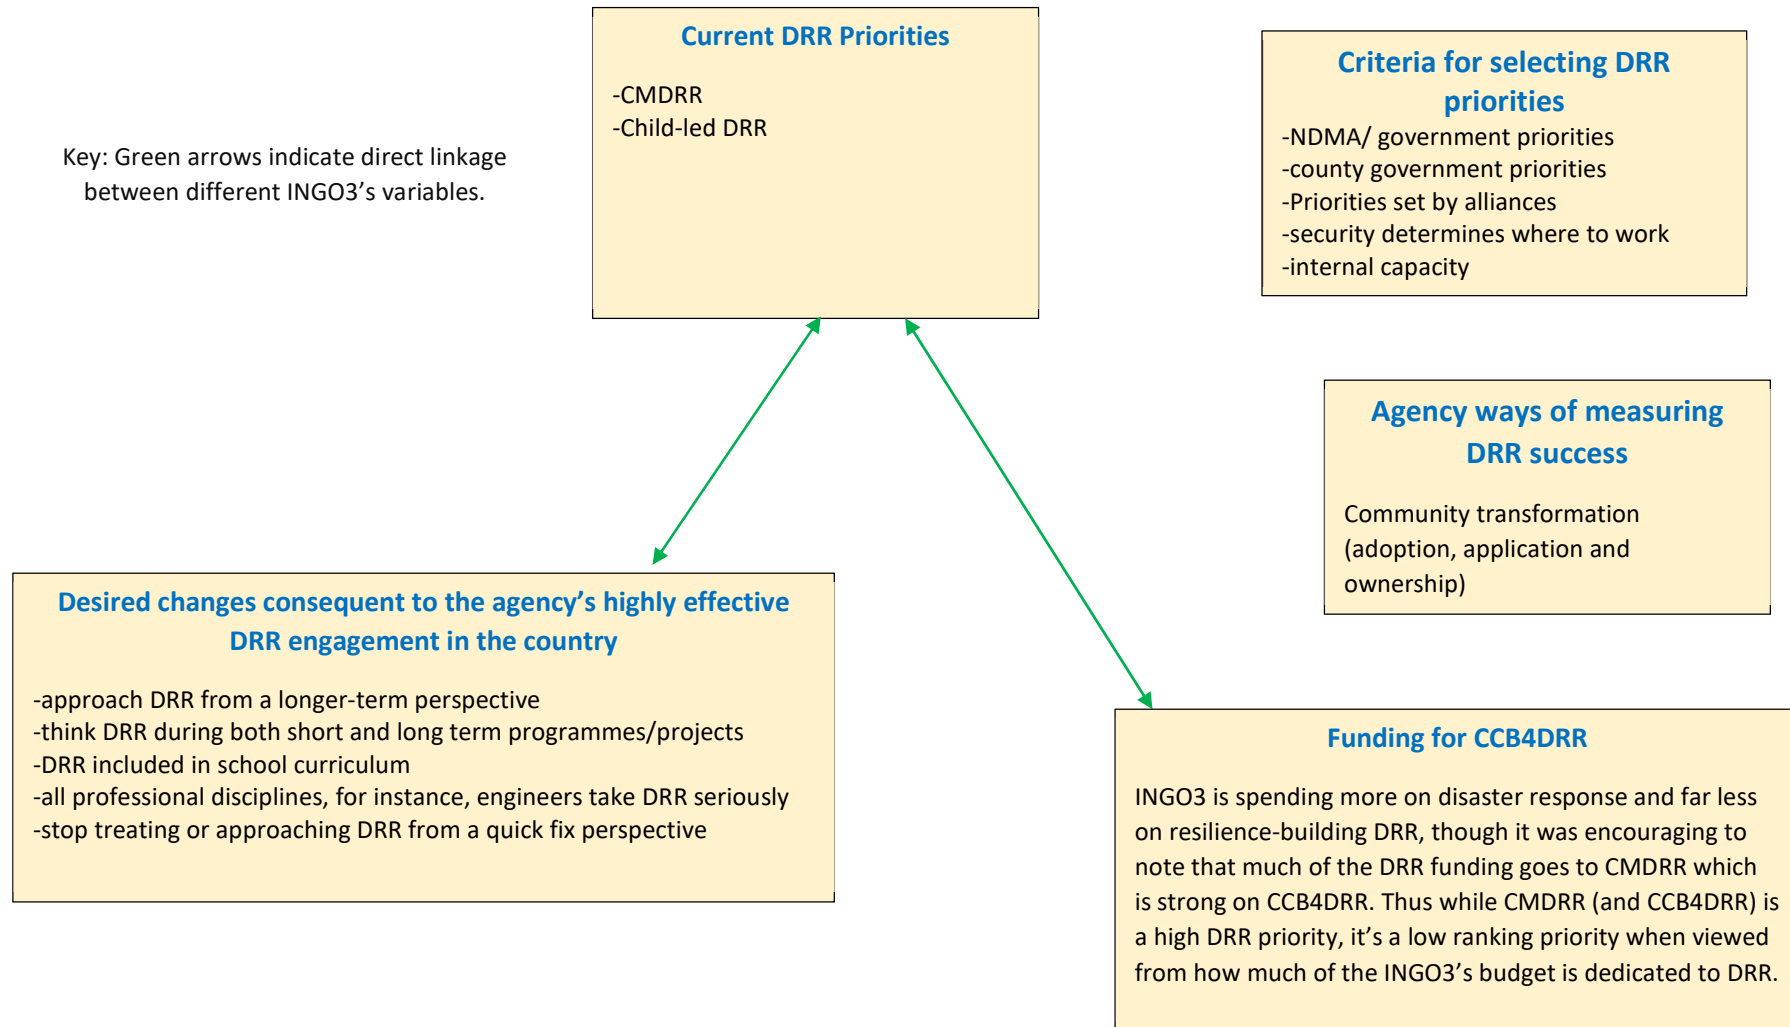 Current DRR Priorities
-CMDRR
-Child-led DRR
Criteria for selecting DRR
priorities
-NDMA/ government priorities
-county government priorities
-Priorities set by alliances
-security determines where to work
-internal capacity
Key: Green arrows indicate direct linkage
between different INGO3’s variables.
Agency ways of measuring
DRR success
Community transformation
(adoption, application and
ownership)
Desired changes consequent to the agency’s highly effective
DRR engagement in the country
-approach DRR from a longer-term perspective
-think DRR during both short and long term programmes/projects
-DRR included in school curriculum
-all professional disciplines, for instance, engineers take DRR seriously
-stop treating or approaching DRR from a quick fix perspective
Funding for CCB4DRR
INGO3 is spending more on disaster response and far less
on resilience-building DRR, though it was encouraging to
note that much of the DRR funding goes to CMDRR which
is strong on CCB4DRR. Thus while CMDRR (and CCB4DRR) is
a high DRR priority, it’s a low ranking priority when viewed
from how much of the INGO3’s budget is dedicated to DRR.